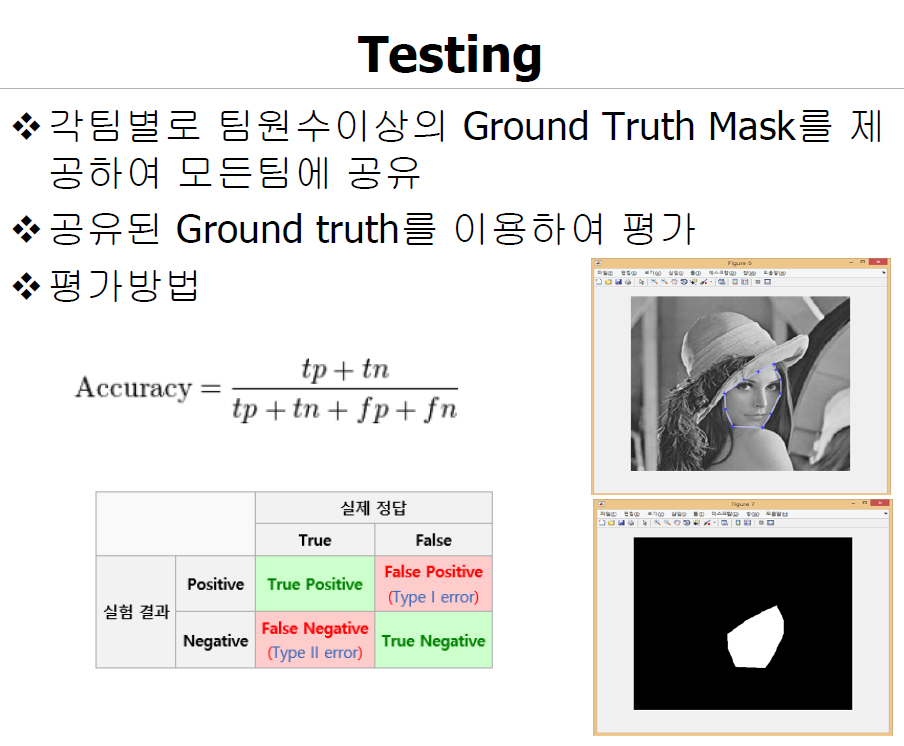 Testing
❖ 각팀별로 팀원수이상의 Ground Truth Mask를 제
공하여 모든팀에 공유
❖ 공유된 Ground truth를 이용하여 평가
❖ 평가방법
Accuracy = (tp + tn) / (tp + tn + fp + fn)
실제 정답
True False
실험 결과
Positive True Positive False Positive
(Type I error)
Negative False Negative True Negative
(Type II error)
Figure 6
파일(F) 편집(E) 보기(V) 삽입(I) 툴(T) 데스크탑(D) 창(W) 도움말(H)
Figure 7
파일(F) 편집(E) 보기(V) 삽입(I) 툴(T) 데스크탑(D) 창(W) 도움말(H)